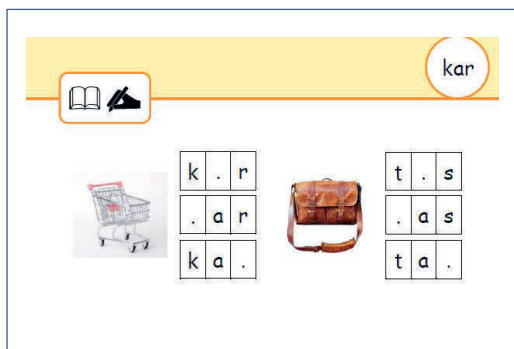 kar
k . r
. a r
k a .
t . s
. a s
t a .